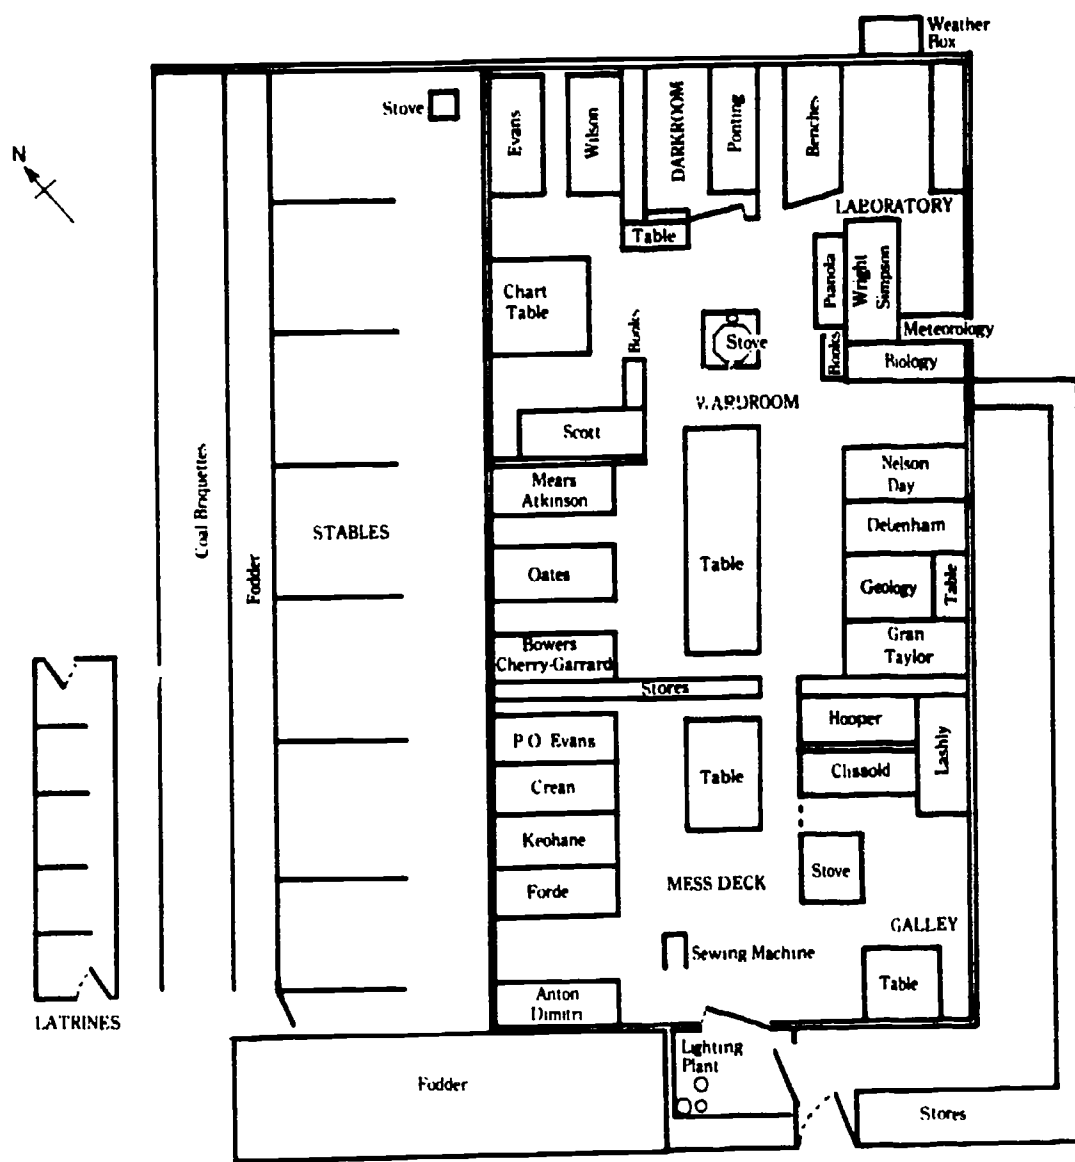 Weather
Box
Stove
Evans
Wilson
DARKROOM
Ponting
Benches
N
LABORATORY
Table
Pianola
Wright
Simpson
Chart
Table
Books
Stove
Meteorology
Books
Biology
WARDROOM
Scott
Mears
Atkinson
Nelson
Day
Coal Briquettes
Fodder
STABLES
Debenham
Oates
Table
Geology
Table
Bowers
Cherry-Garrard
Gran
Taylor
Stores
Hooper
Lashly
P.O. Evans
Crean
Table
Clissold
Keohane
Forde
MESS DECK
Stove
GALLEY
Sewing Machine
Table
Anton
Dimitri
LATRINES
Lighting
Plant
Fodder
Stores